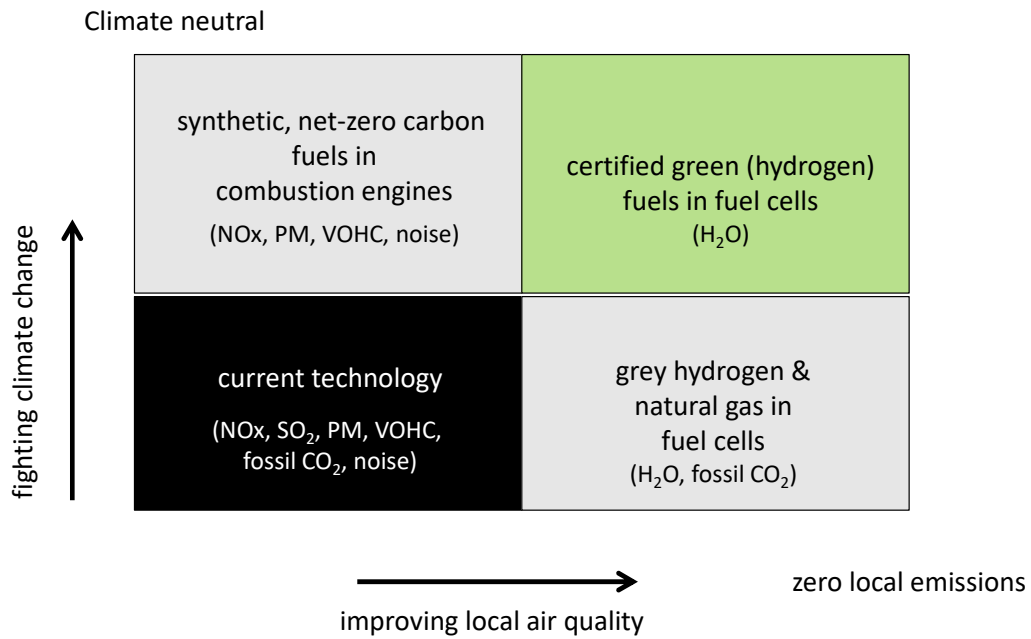 Climate neutral
synthetic, net-zero carbon
fuels in
combustion engines
(NOx, PM, VOHC, noise)
certified green (hydrogen)
fuels in fuel cells
(H₂O)
fighting climate change
current technology
(NOx, SO₂, PM, VOHC,
fossil CO₂, noise)
grey hydrogen &
natural gas in
fuel cells
(H₂O, fossil CO₂)
zero local emissions
improving local air quality